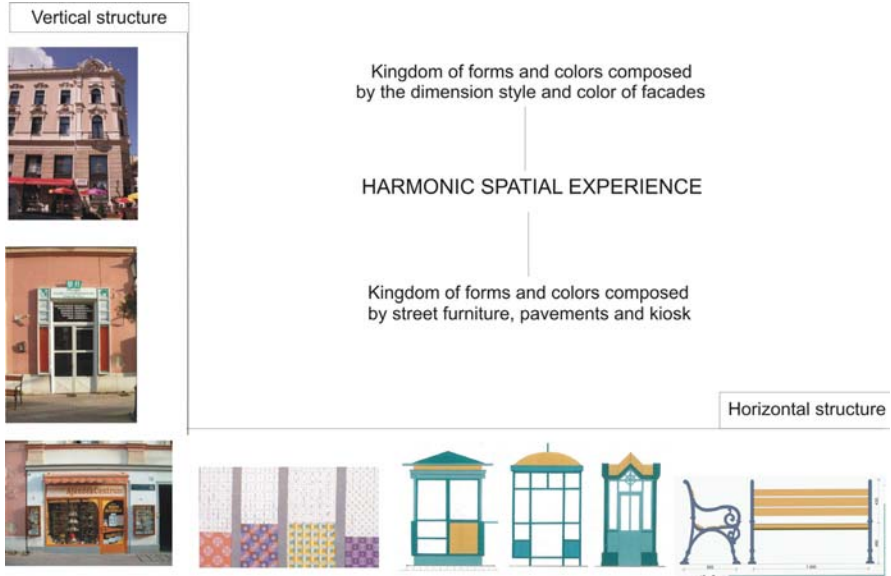 Vertical structure
Kingdom of forms and colors composed
by the dimension style and color of facades
HARMONIC SPATIAL EXPERIENCE
Kingdom of forms and colors composed
by street furniture, pavements and kiosk
Horizontal structure